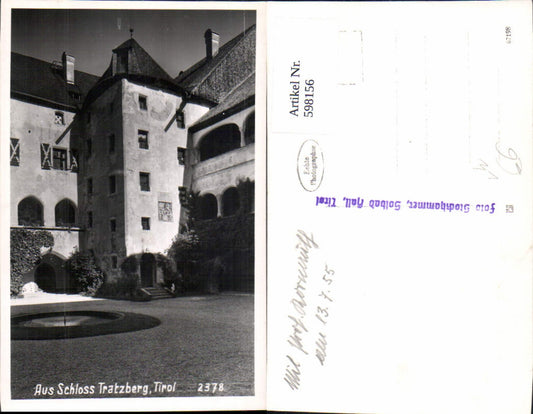 Aus Schloss Tratzberg, Tirol 2378
Artikel Nr.
598156
Echte
Photographie
67198
Foto Stockhammer, Solbad Hall, Tirol
Mit Prof.
am 13.7.55